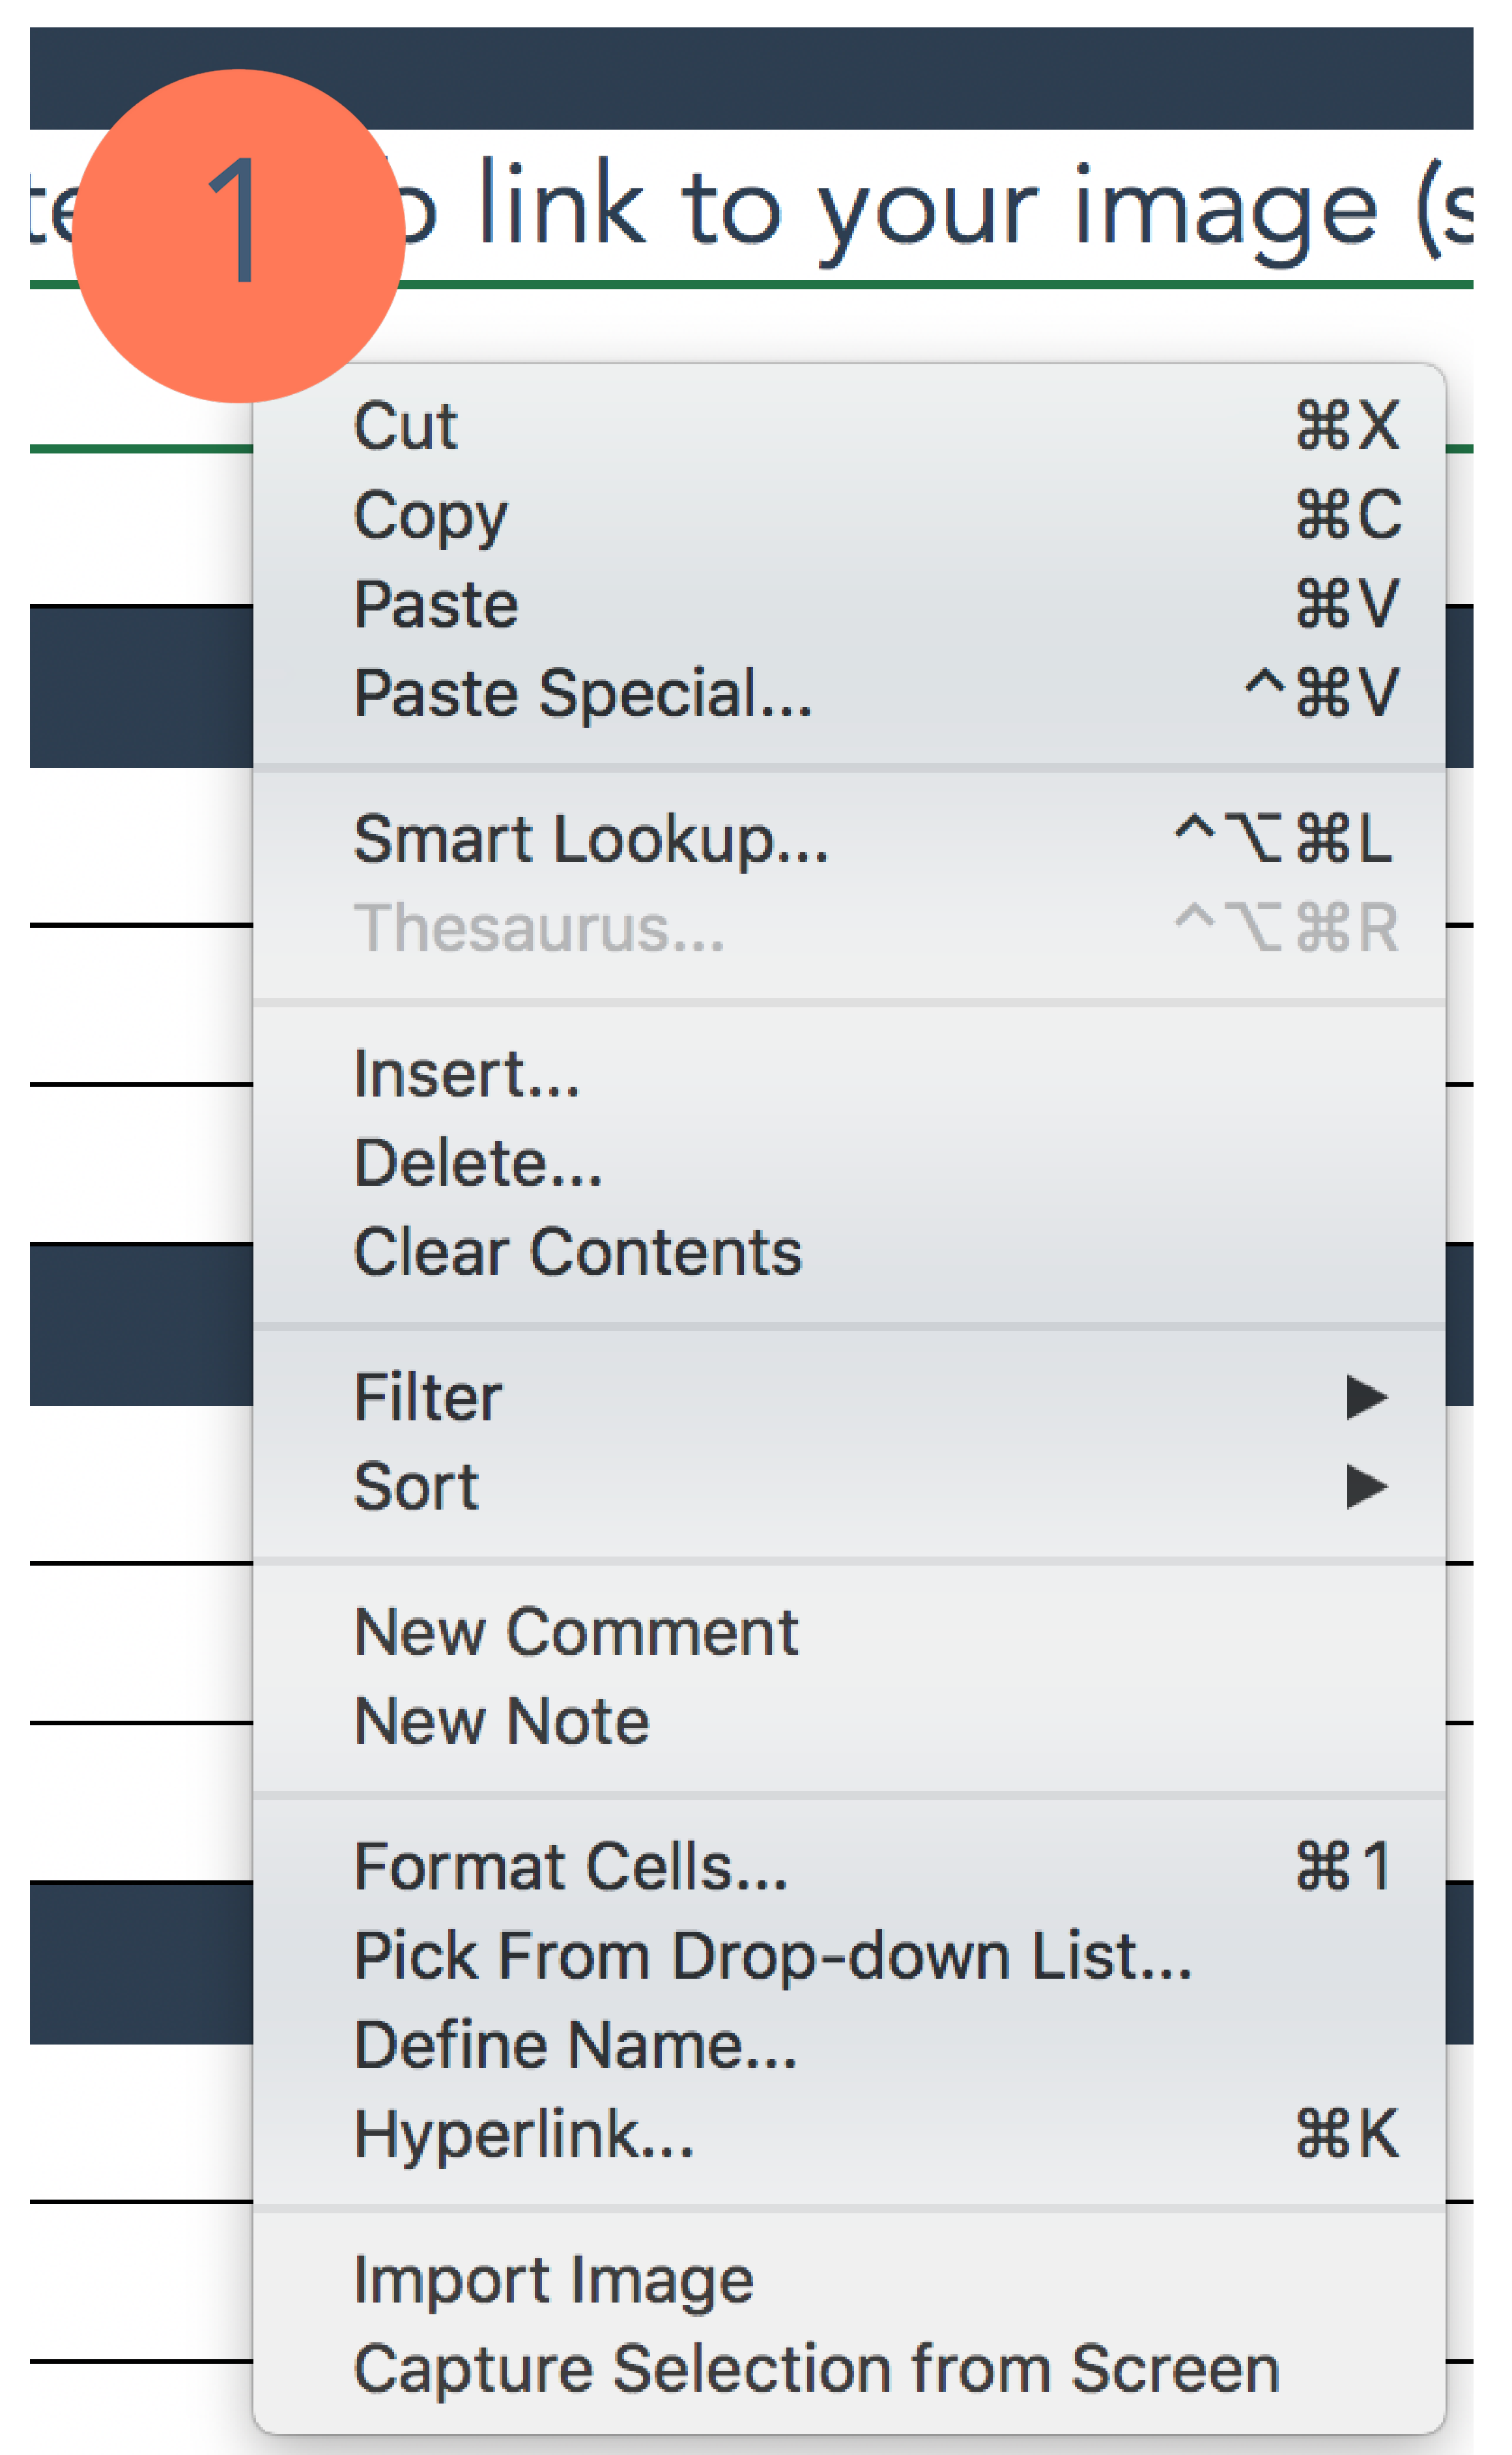 1
link to your image
Cut ⌘X
Copy ⌘C
Paste ⌘V
Paste Special... ^⌘V
Smart Lookup... ^⌥⌘L
Thesaurus... ^⌥⌘R
Insert...
Delete...
Clear Contents
Filter ▶
Sort ▶
New Comment
New Note
Format Cells... ⌘1
Pick From Drop-down List...
Define Name...
Hyperlink... ⌘K
Import Image
Capture Selection from Screen